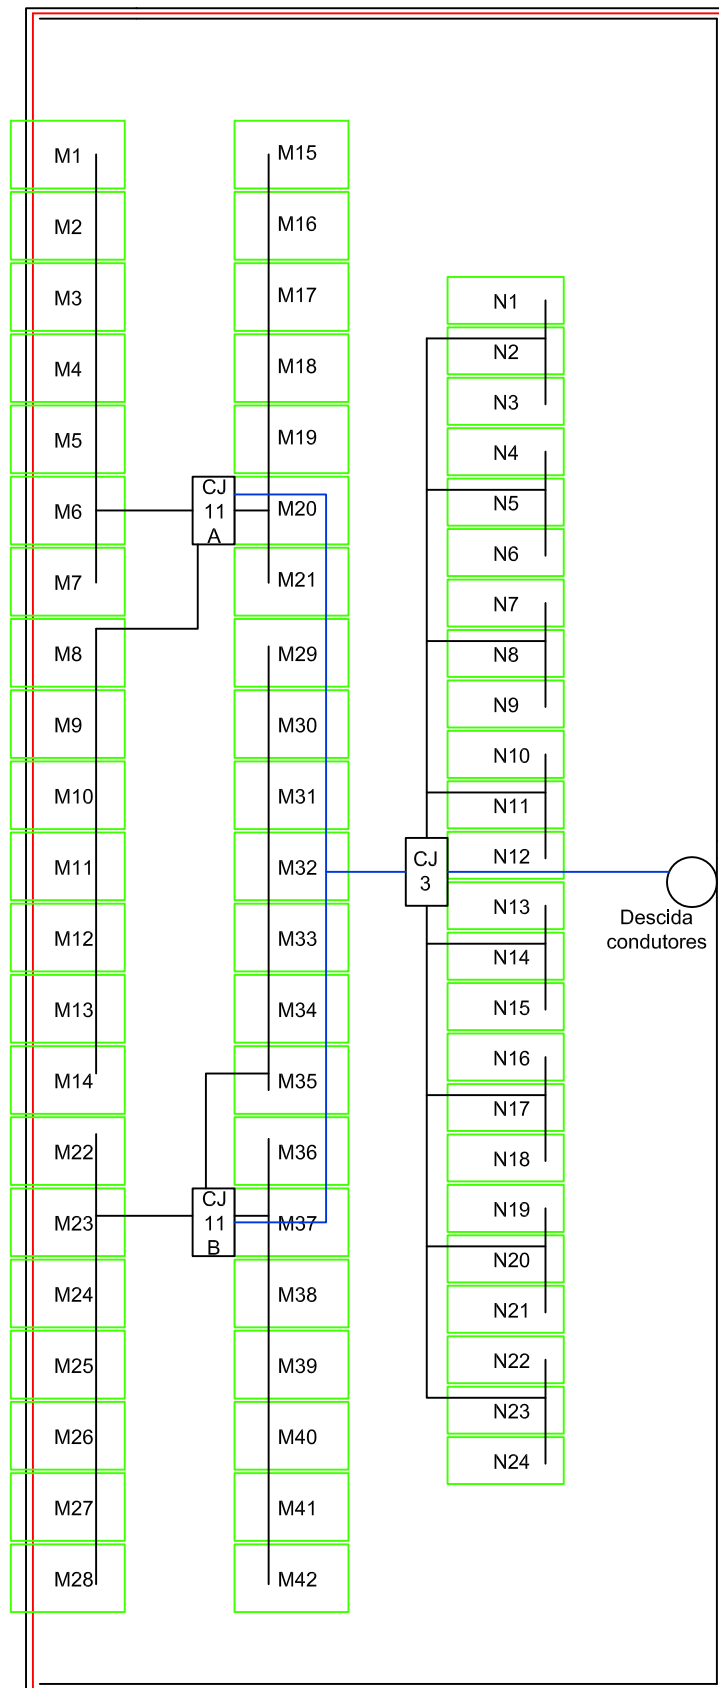 M1
M2
M3
M4
M5
M6
M7
M8
M9
M10
M11
M12
M13
M14
M22
M23
M24
M25
M26
M27
M28
CJ
11
A
CJ
11
B
M15
M16
M17
M18
M19
M20
M21
M29
M30
M31
M32
M33
M34
M35
M36
M37
M38
M39
M40
M41
M42
CJ
3
N1
N2
N3
N4
N5
N6
N7
N8
N9
N10
N11
N12
N13
N14
N15
N16
N17
N18
N19
N20
N21
N22
N23
N24
Descida
condutores